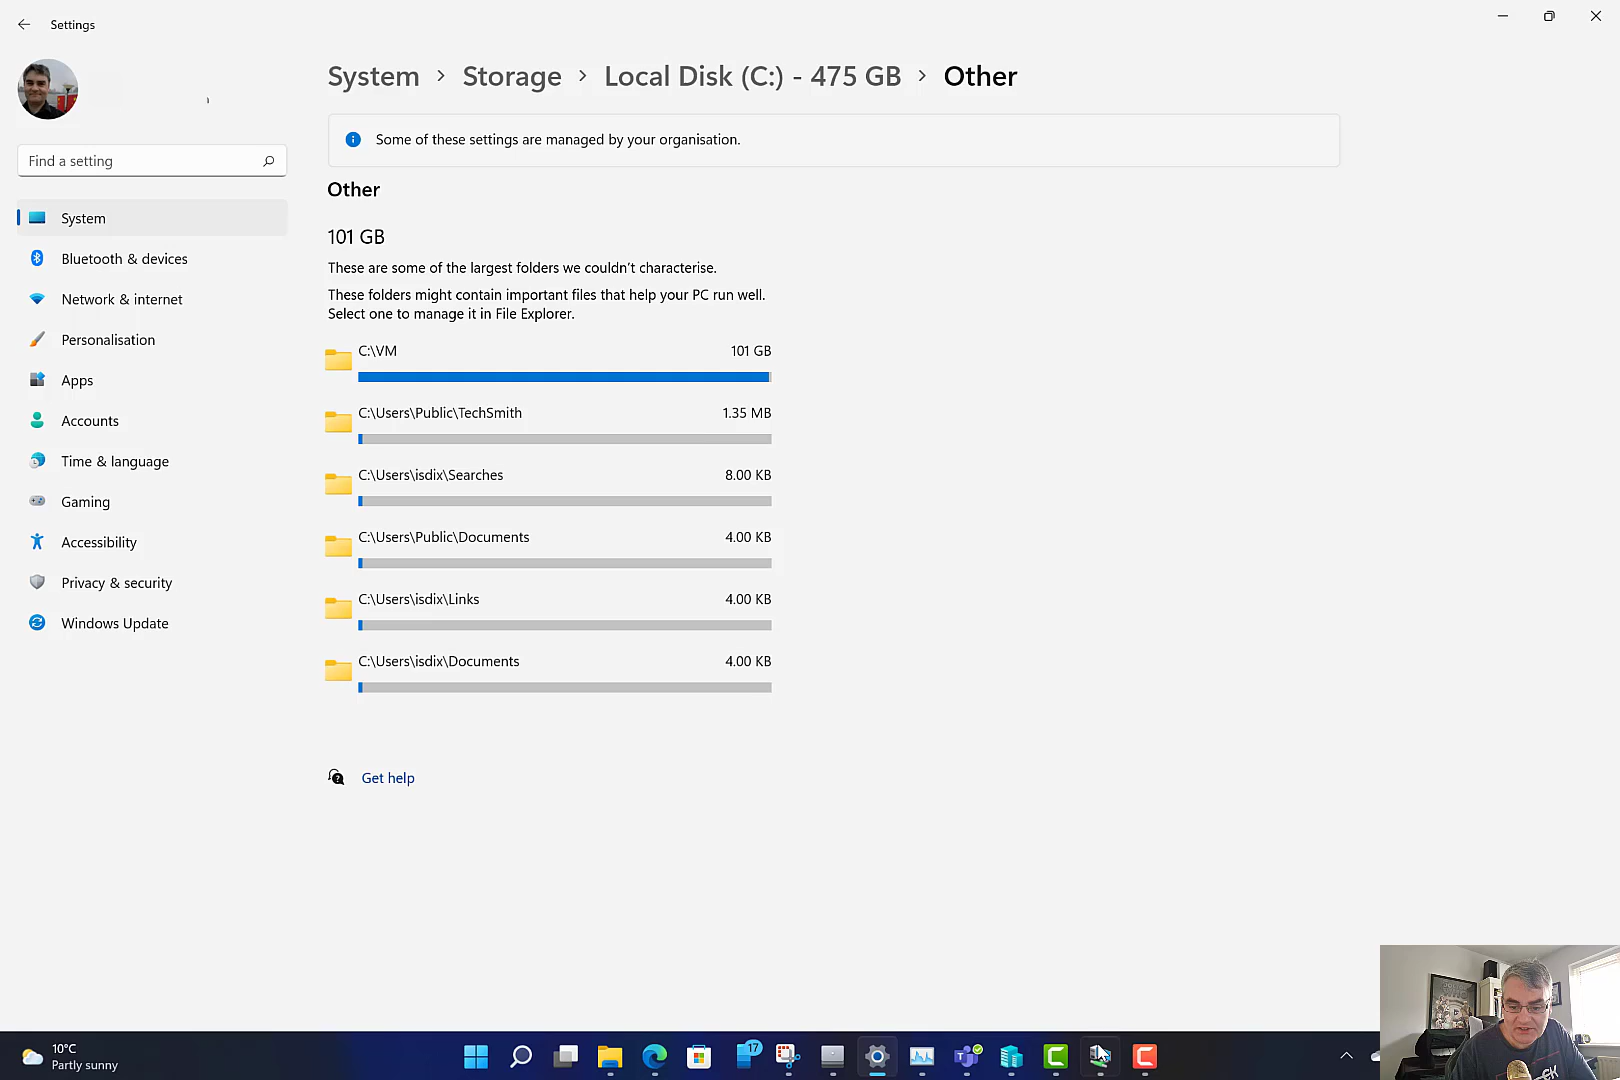 Settings
System > Storage > Local Disk (C:) - 475 GB > Other
Some of these settings are managed by your organisation.
Find a setting
System
Bluetooth & devices
Network & internet
Personalisation
Apps
Accounts
Time & language
Gaming
Accessibility
Privacy & security
Windows Update
Other
101 GB
These are some of the largest folders we couldn't characterise.
These folders might contain important files that help your PC run well.
Select one to manage it in File Explorer.
C:\VM 101 GB
C:\Users\Public\TechSmith 1.35 MB
C:\Users\isdix\Searches 8.00 KB
C:\Users\Public\Documents 4.00 KB
C:\Users\isdix\Links 4.00 KB
C:\Users\isdix\Documents 4.00 KB
Get help
10°C
Partly sunny
17